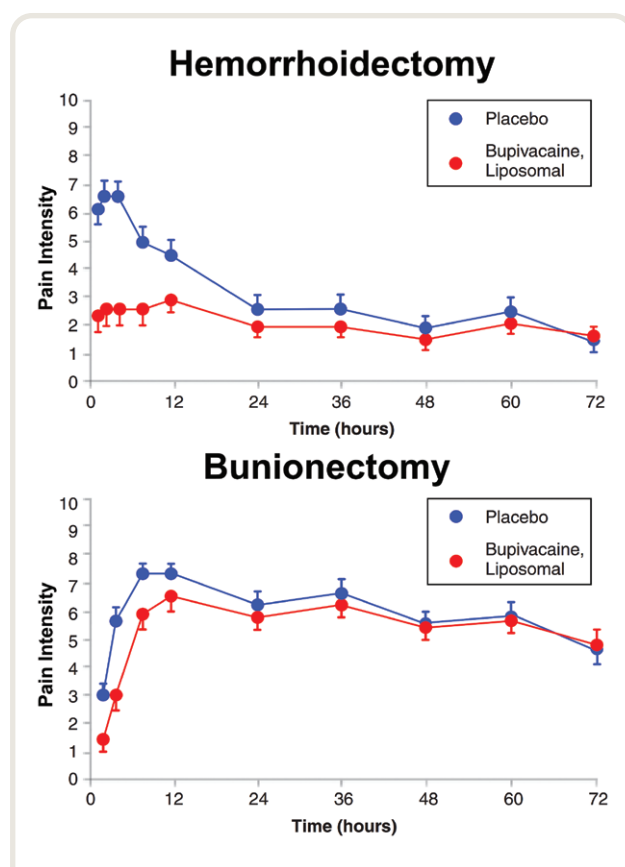 Hemorrhoidectomy
10
9
8
7
6
5
4
3
2
1
0
Pain Intensity
Placebo
Bupivacaine,
Liposomal
0 12 24 36 48 60 72
Time (hours)
Bunionectomy
10
9
8
7
6
5
4
3
2
1
0
Pain Intensity
Placebo
Bupivacaine,
Liposomal
0 12 24 36 48 60 72
Time (hours)